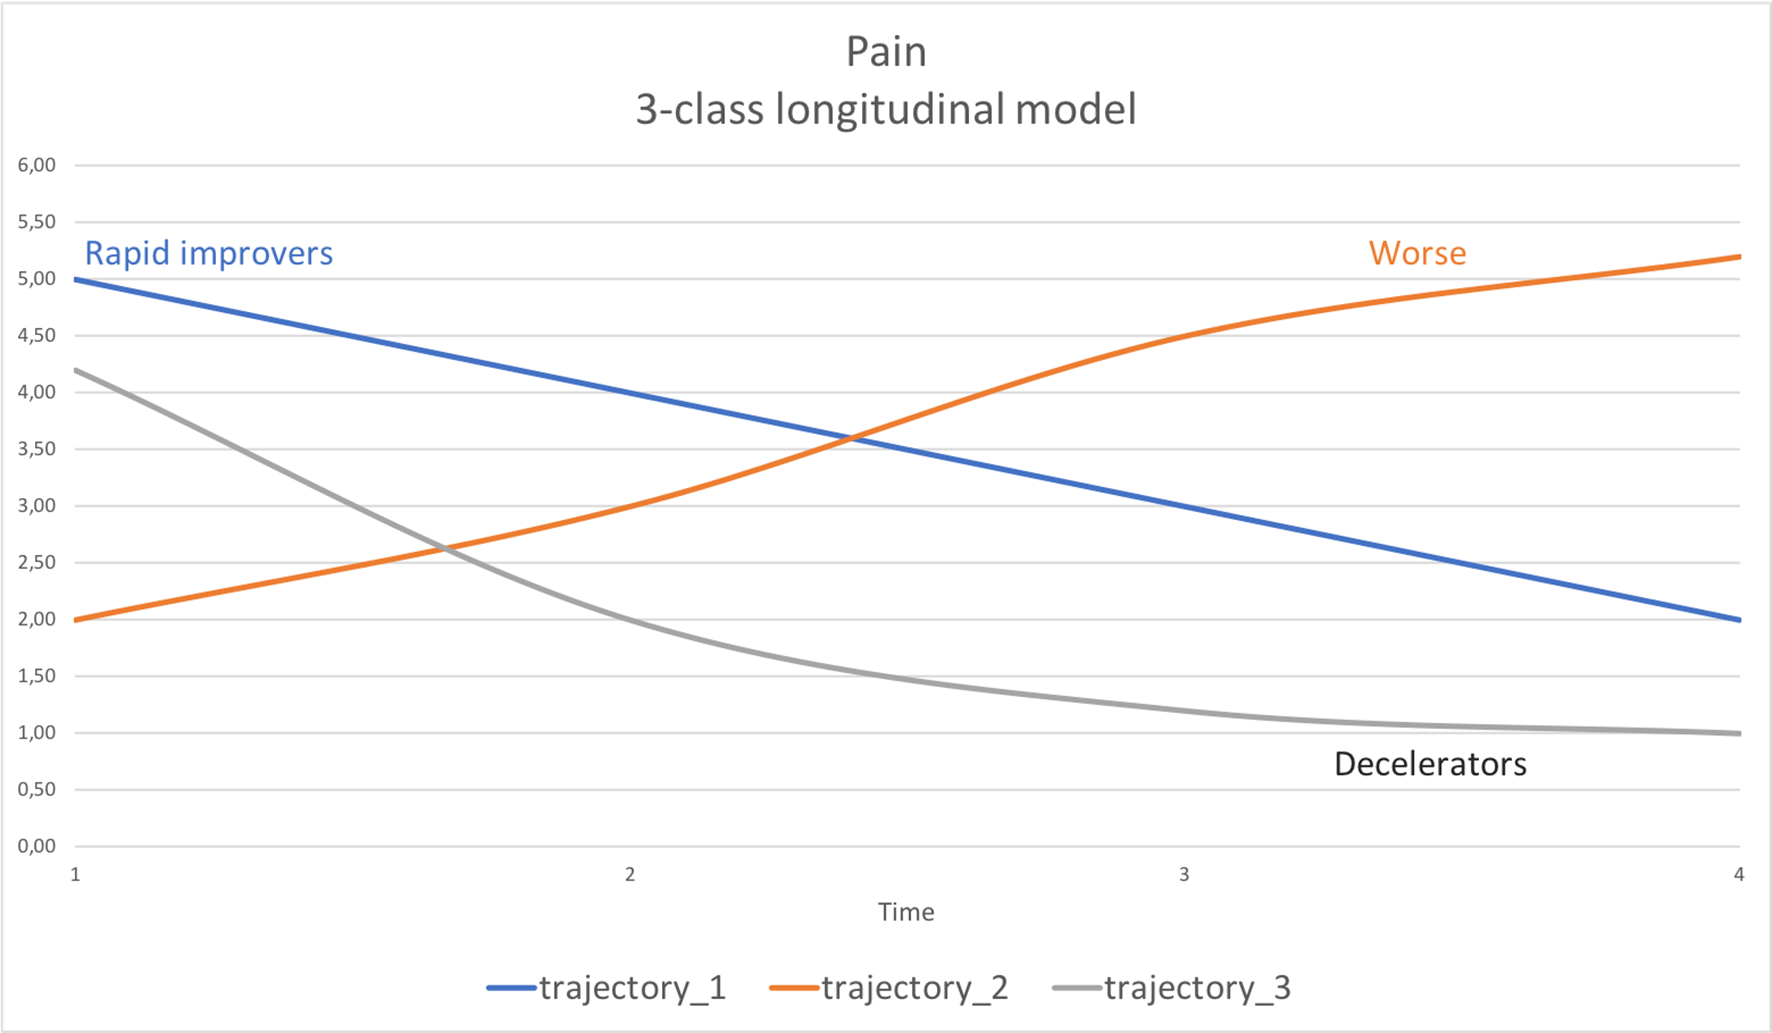 Pain
3-class longitudinal model
6,00
5,50
Rapid improvers
Worse
5,00
4,50
4,00
3,50
3,00
2,50
2,00
1,50
1,00
Decelerators
0,50
0,00
1 2 3 4
Time
trajectory_1 trajectory_2 trajectory_3